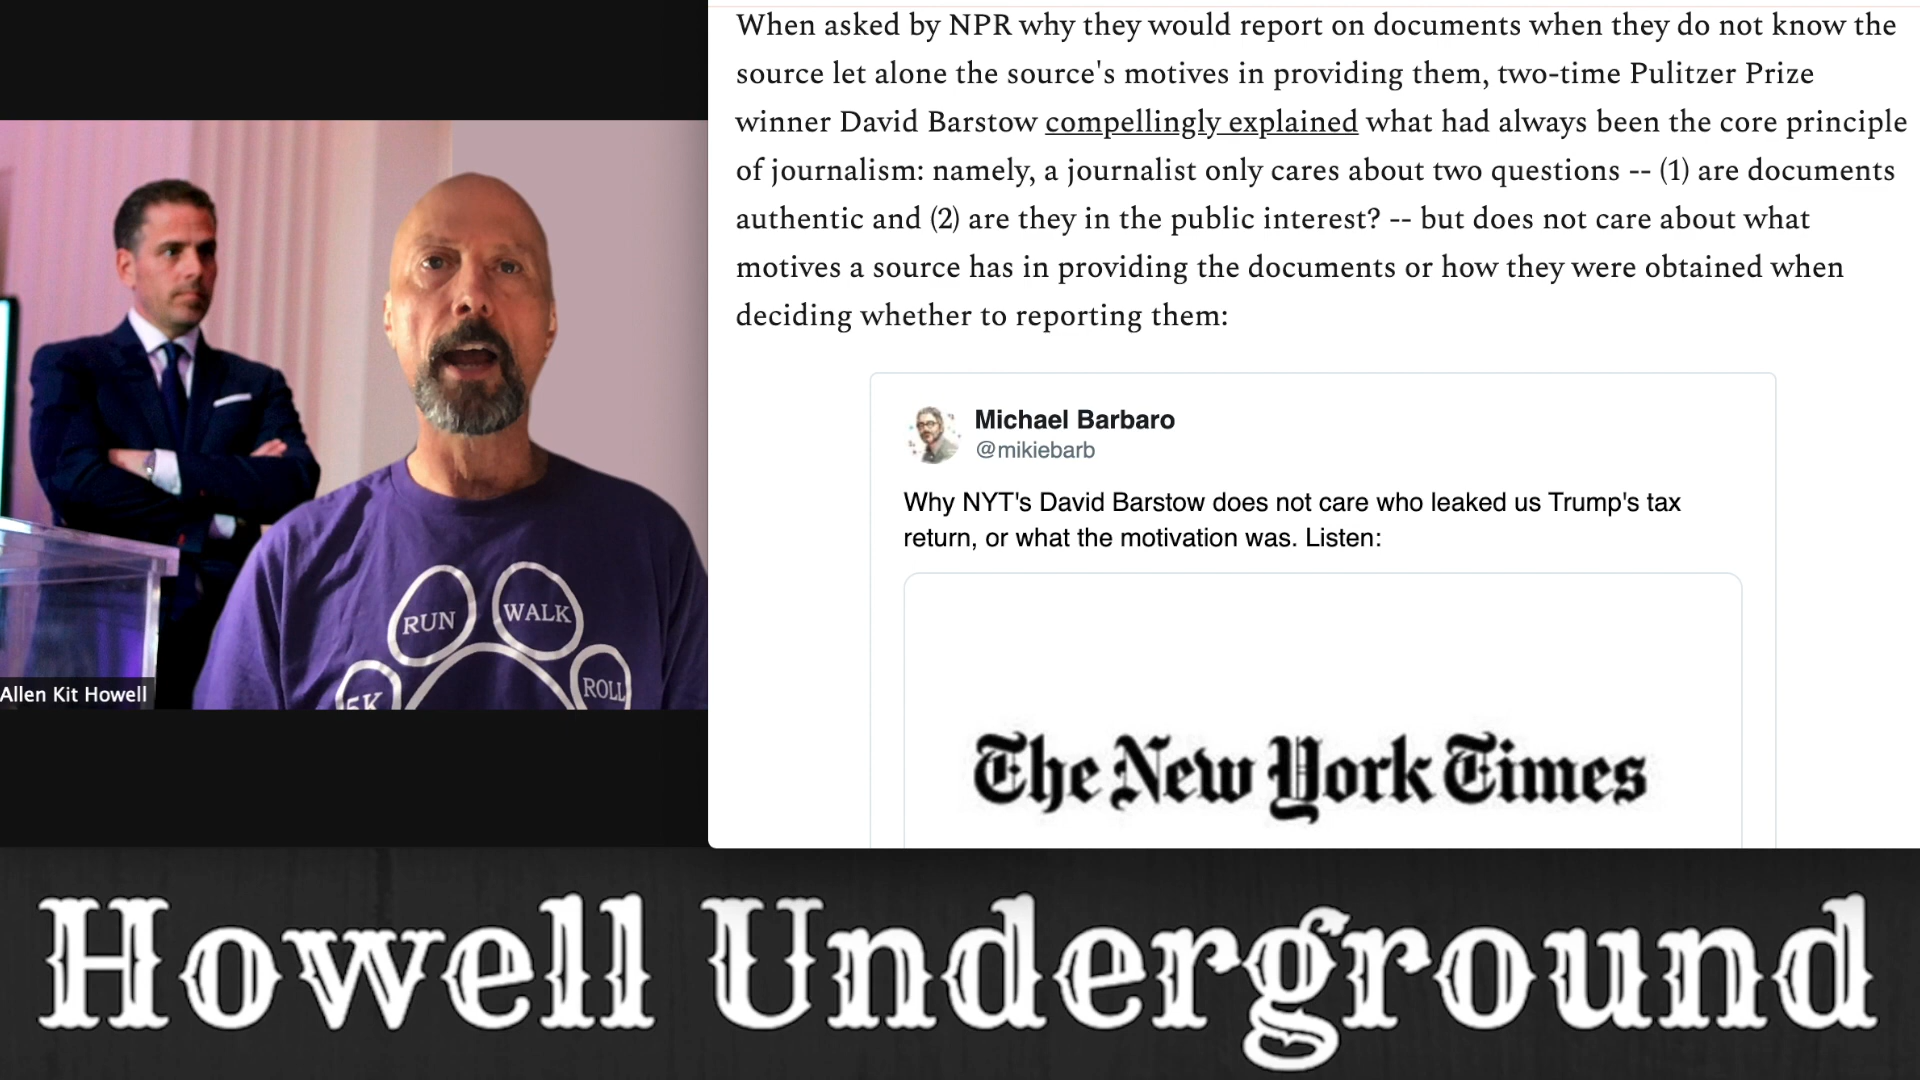 When asked by NPR why they would report on documents when they do not know the
source let alone the source's motives in providing them, two-time Pulitzer Prize
winner David Barstow compellingly explained what had always been the core principle
of journalism: namely, a journalist only cares about two questions -- (1) are documents
authentic and (2) are they in the public interest? -- but does not care about what
motives a source has in providing the documents or how they were obtained when
deciding whether to reporting them:
Michael Barbaro
@mikiebarb
Why NYT's David Barstow does not care who leaked us Trump's tax
return, or what the motivation was. Listen:
The New York Times
RUN
WALK
5K
ROLL
Allen Kit Howell
Howell Underground